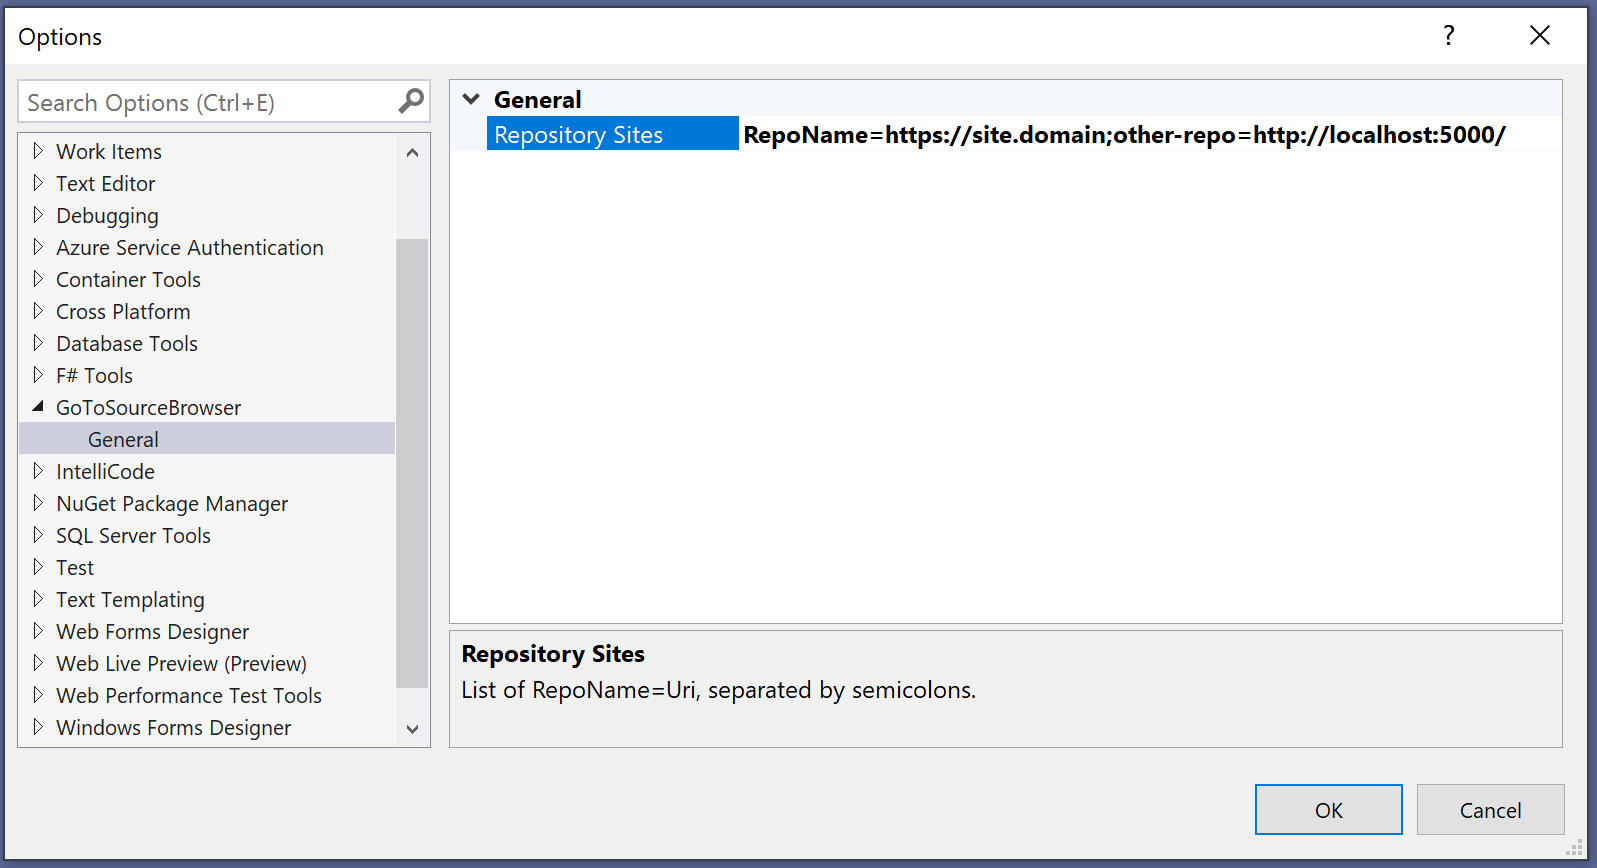 Options
?
Search Options (Ctrl+E)
Work Items
Text Editor
Debugging
Azure Service Authentication
Container Tools
Cross Platform
Database Tools
F# Tools
GoToSourceBrowser
General
IntelliCode
NuGet Package Manager
SQL Server Tools
Test
Text Templating
Web Forms Designer
Web Live Preview (Preview)
Web Performance Test Tools
Windows Forms Designer
General
Repository Sites RepoName=https://site.domain;other-repo=http://localhost:5000/
Repository Sites
List of RepoName=Uri, separated by semicolons.
OK Cancel